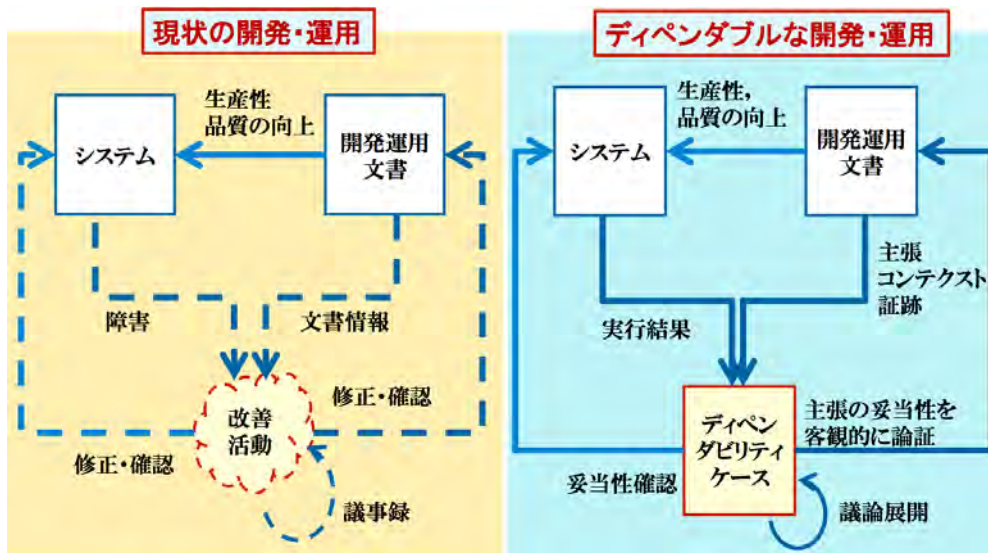 現状の開発・運用
生産性
品質の向上
システム
開発運用
文書
障害
文書情報
修正・確認
改善
活動
修正・確認
議事録
ディペンダブルな開発・運用
生産性,
品質の向上
システム
開発運用
文書
主張
コンテクスト
証跡
実行結果
ディペン
ダビリティ
ケース
主張の妥当性を
客観的に論証
妥当性確認
議論展開